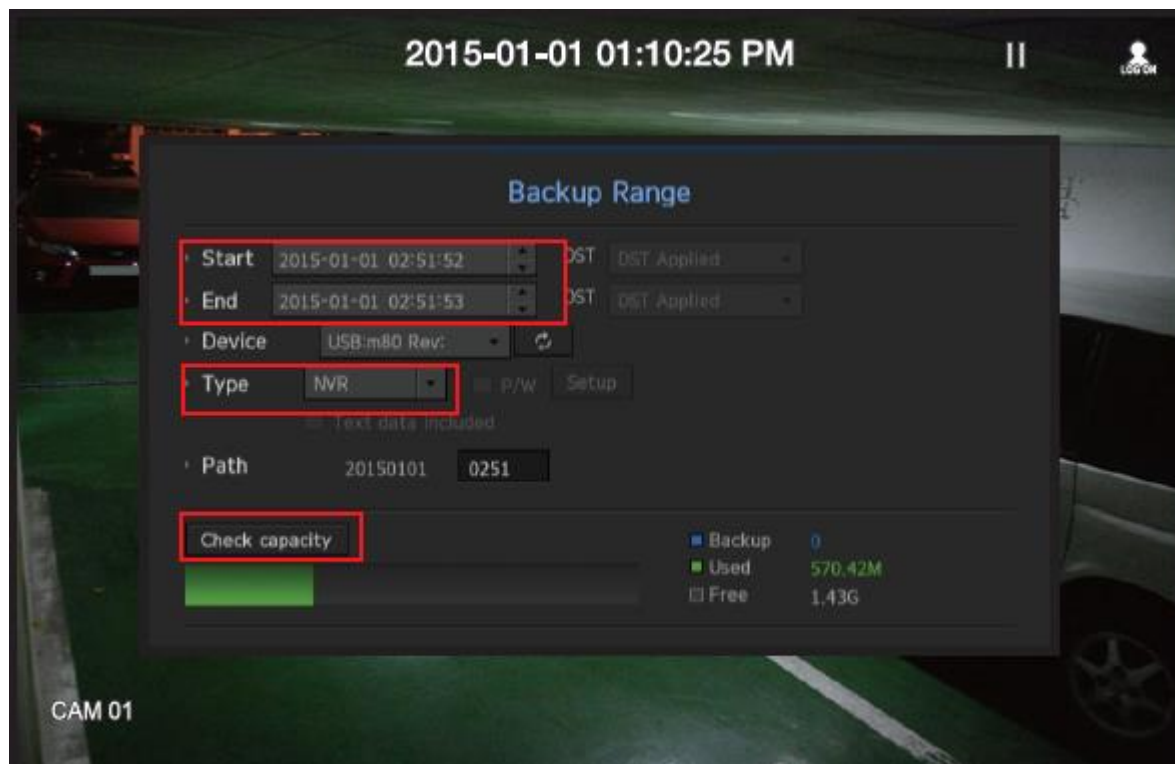 2015-01-01 01:10:25 PM
LOG ON
Backup Range
Start 2015-01-01 02:51:52 DST DST Applied
End 2015-01-01 02:51:53 DST DST Applied
Device USB:m80 Rev:
Type NVR P/W Setup
Text data included
Path 20150101 0251
Check capacity
Backup 0
Used 570.42M
Free 1.43G
CAM 01